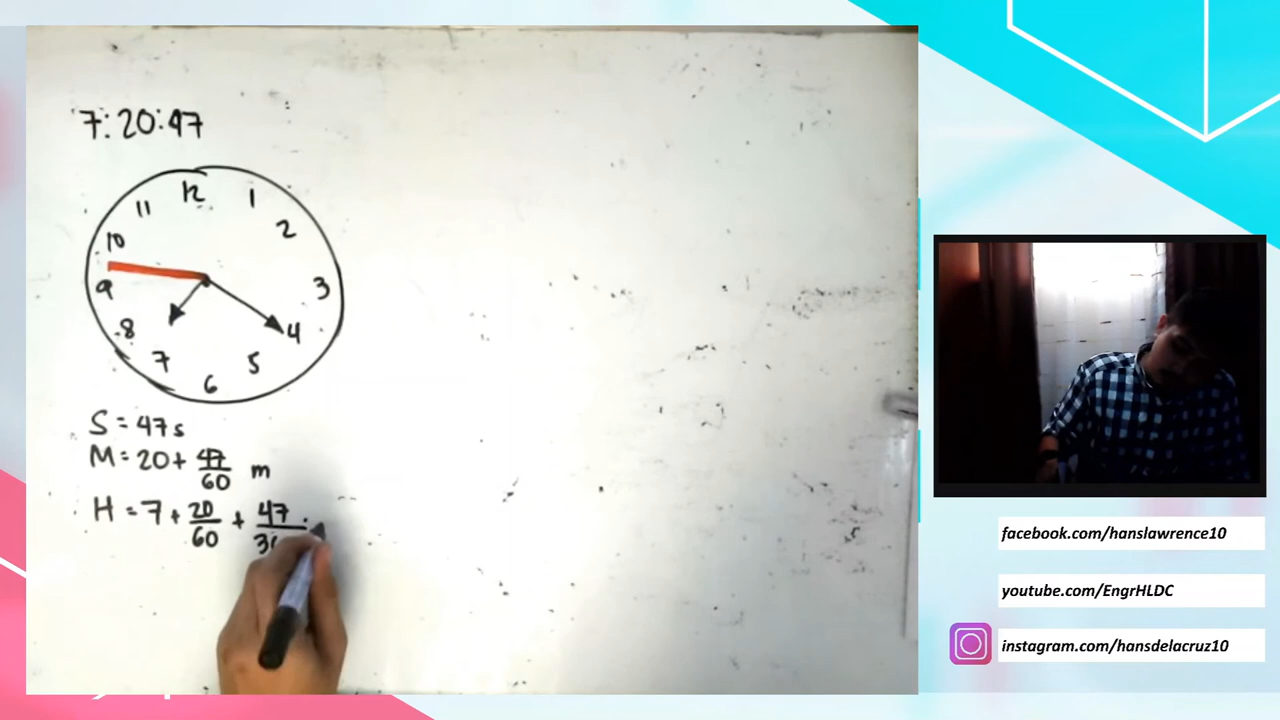 7:20:47
12
1
2
3
4
5
6
7
8
9
10
11
S = 47s
M = 20 + 47/60 m
H = 7 + 20/60 + 47/
facebook.com/hanslawrence10
youtube.com/EngrHLDC
instagram.com/hansdelacruz10